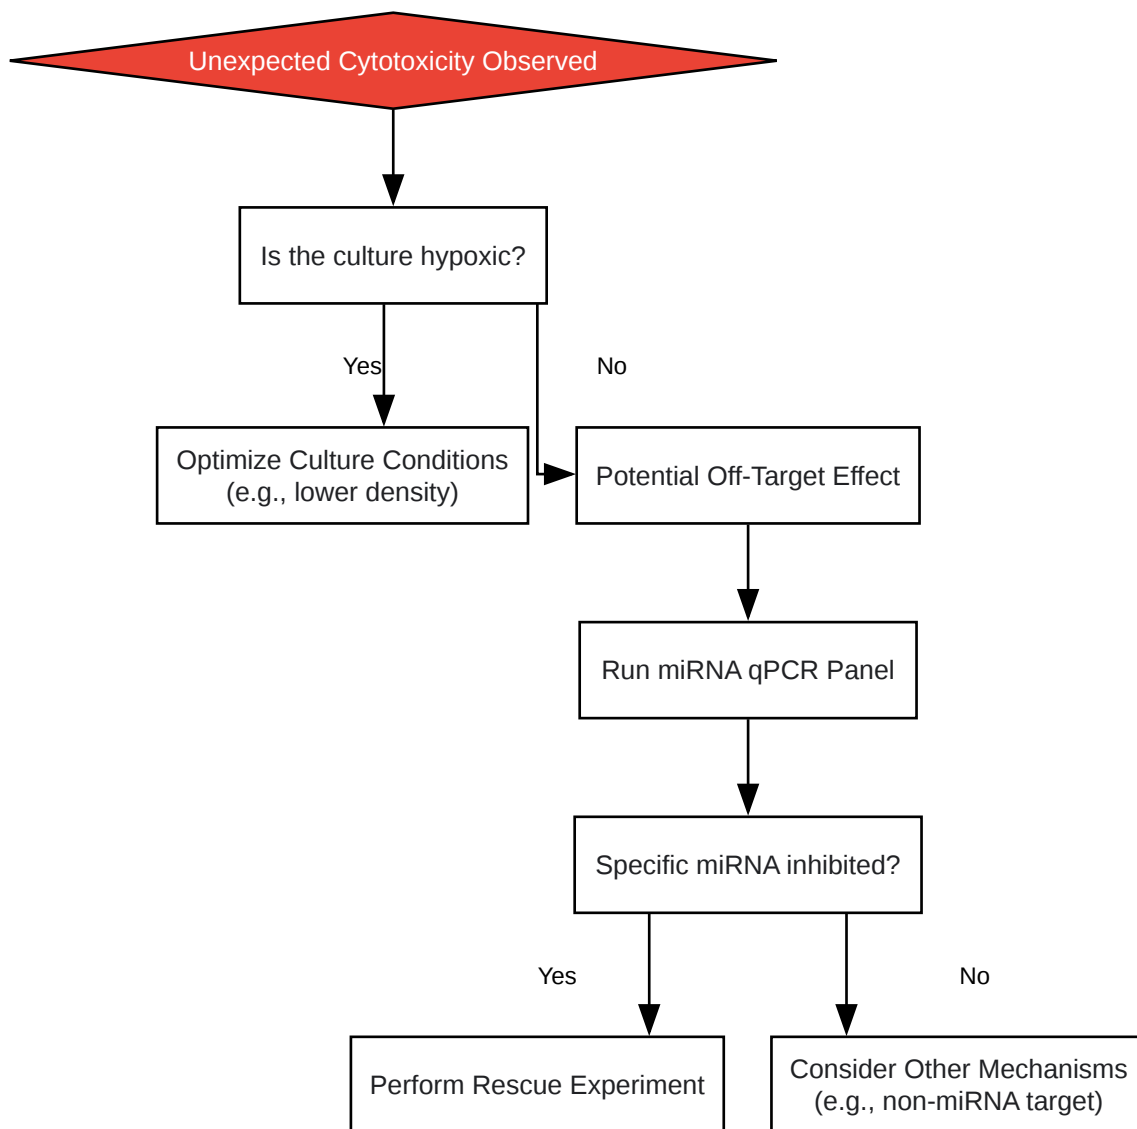 Unexpected Cytotoxicity Observed
Is the culture hypoxic?
Yes
No
Optimize Culture Conditions
(e.g., lower density)
Potential Off-Target Effect
Run miRNA qPCR Panel
Specific miRNA inhibited?
Yes
No
Perform Rescue Experiment
Consider Other Mechanisms
(e.g., non-miRNA target)